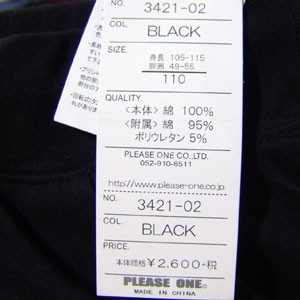 NO. 3421-02
COL. BLACK
SIZE.
身長 105-115
胴囲 49-55
110
QUALITY.
〈本体〉綿 100%
〈附属〉綿 95%
ポリウレタン 5%
PLEASE ONE CO.,LTD.
052-910-8511
http://www.please-one.co.jp
NO. 3421-02
COL. BLACK
PRICE.
本体価格 ¥2,600+税
PLEASE ONE.
MADE IN CHINA